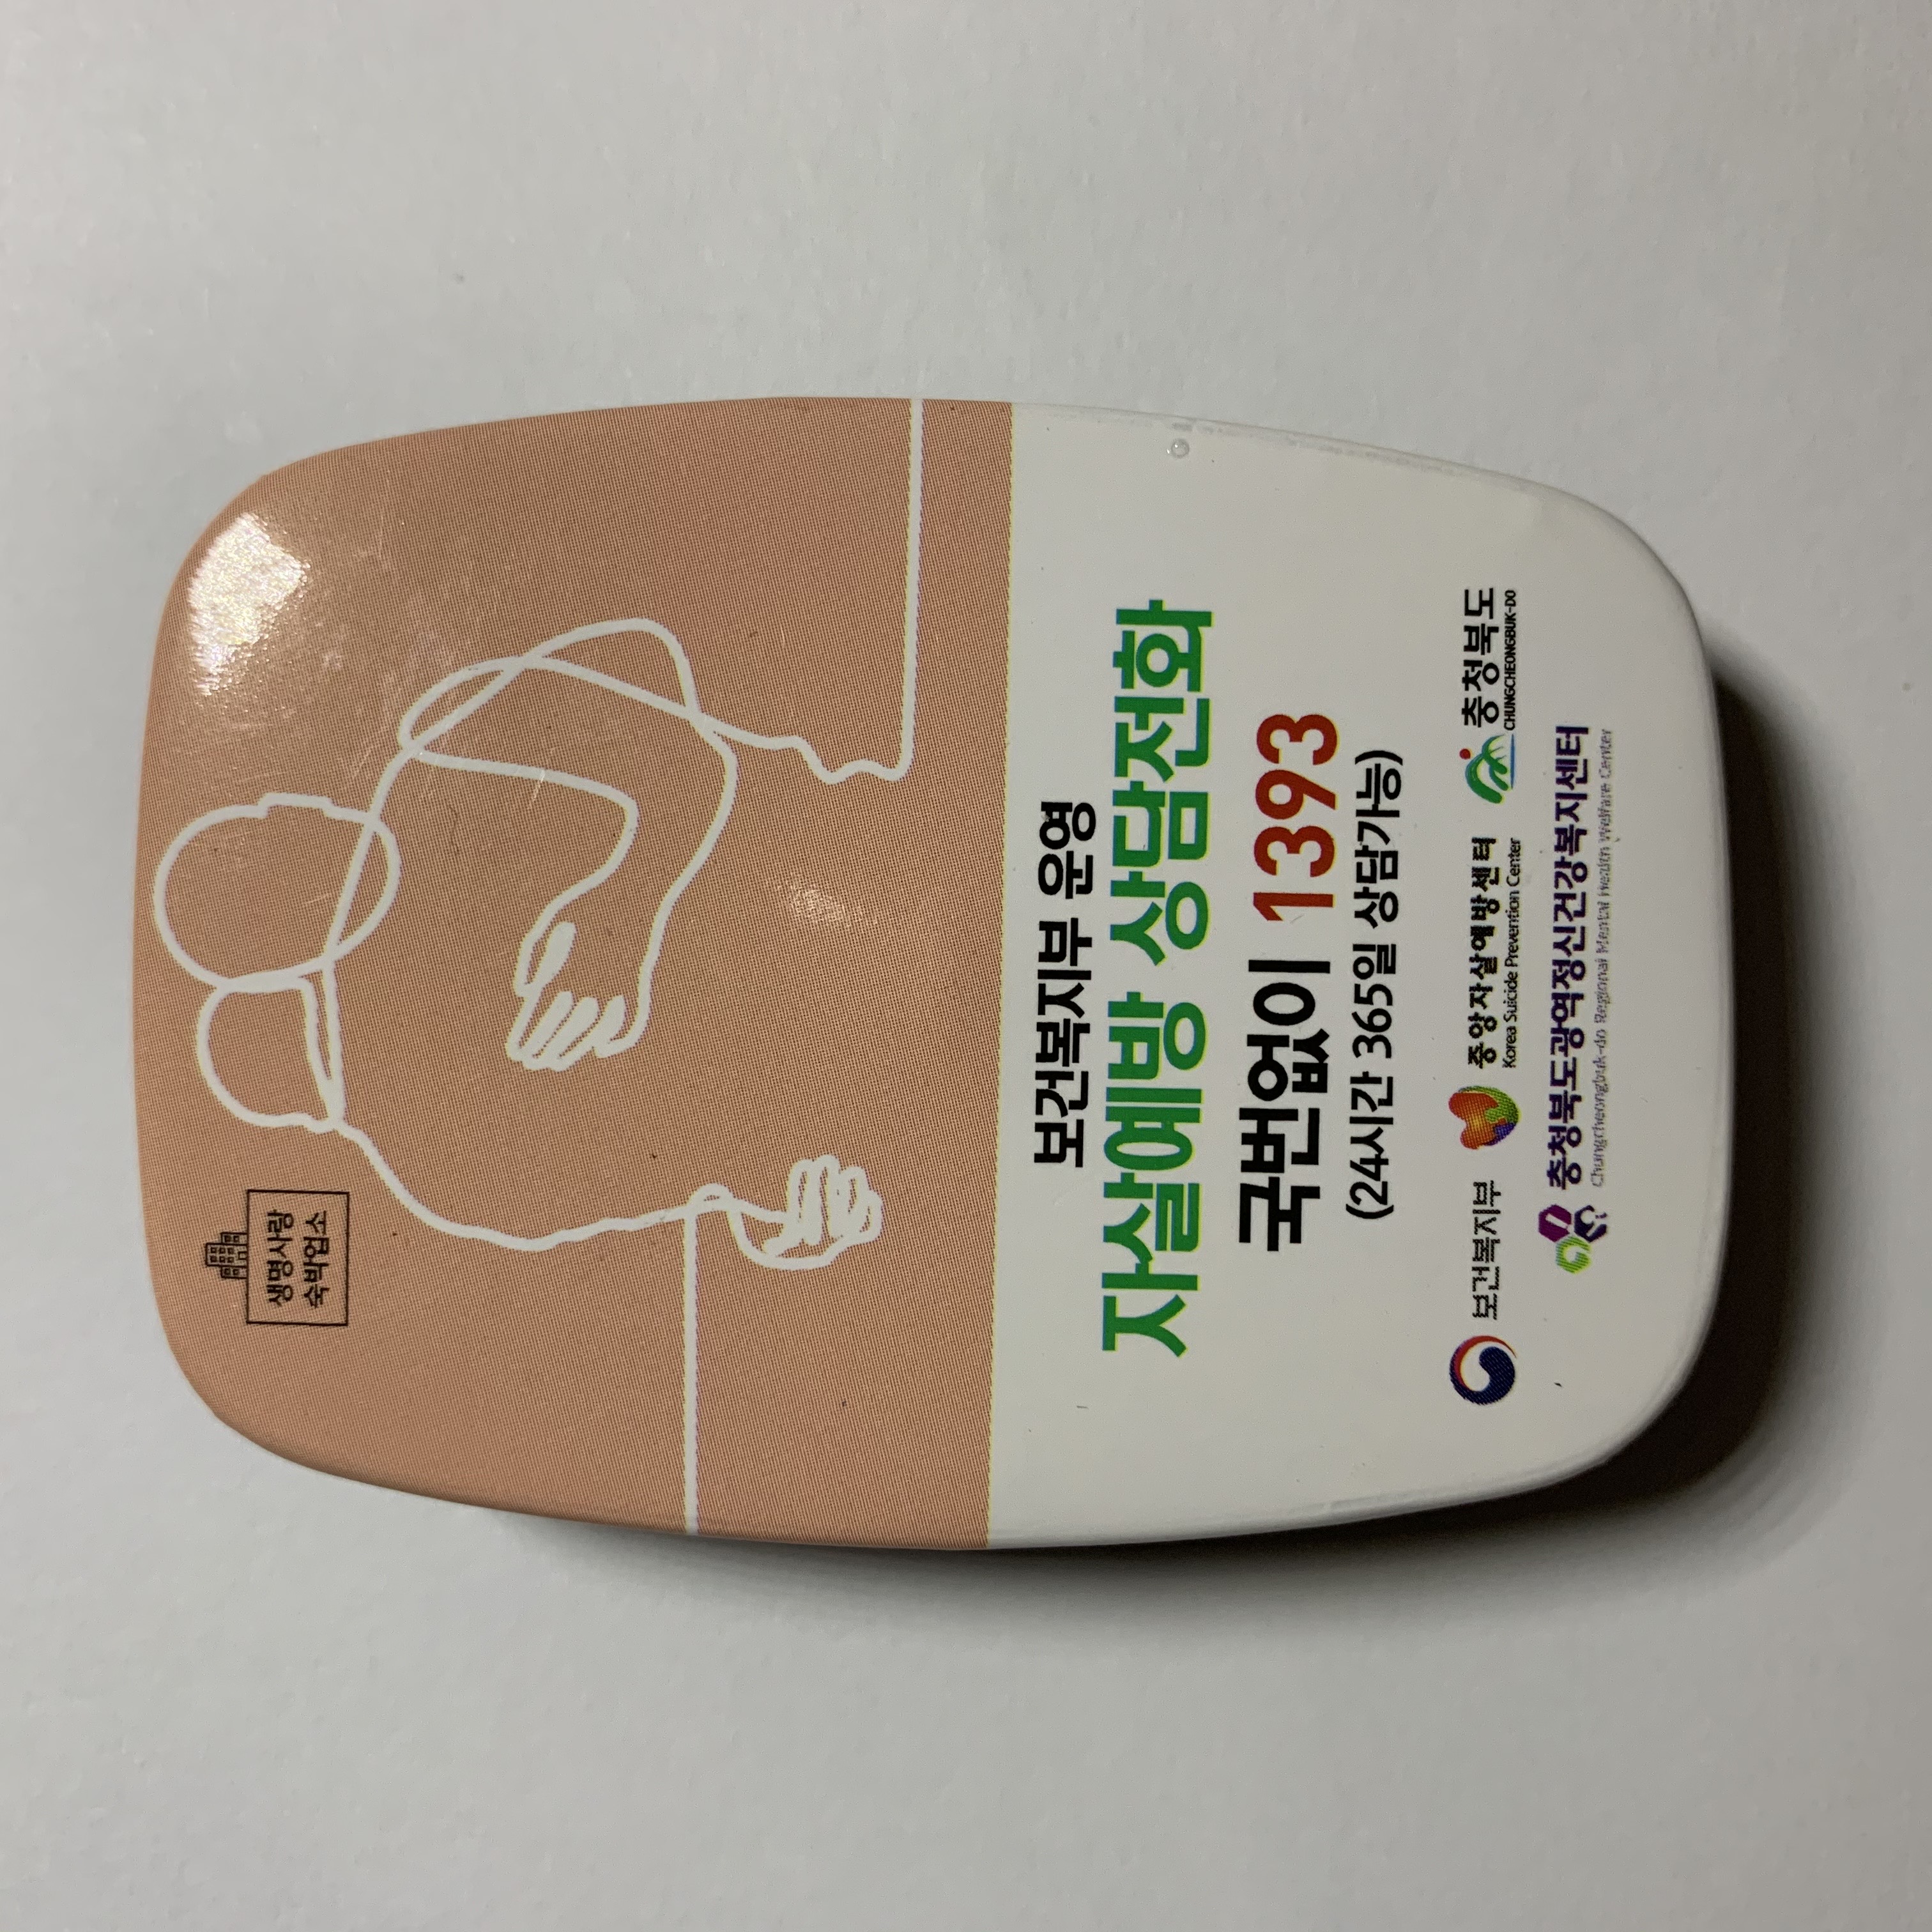 생명사랑
숙박업소
보건복지부 운영
자살예방 상담전화
국번없이 1393
(24시간 365일 상담가능)
보건복지부
중앙자살예방센터
Korea Suicide Prevention Center
충청북도
CHUNGCHEONGBUK-DO
충청북도광역정신건강복지센터
Chungcheongbuk-do Regional Mental Health Welfare Center